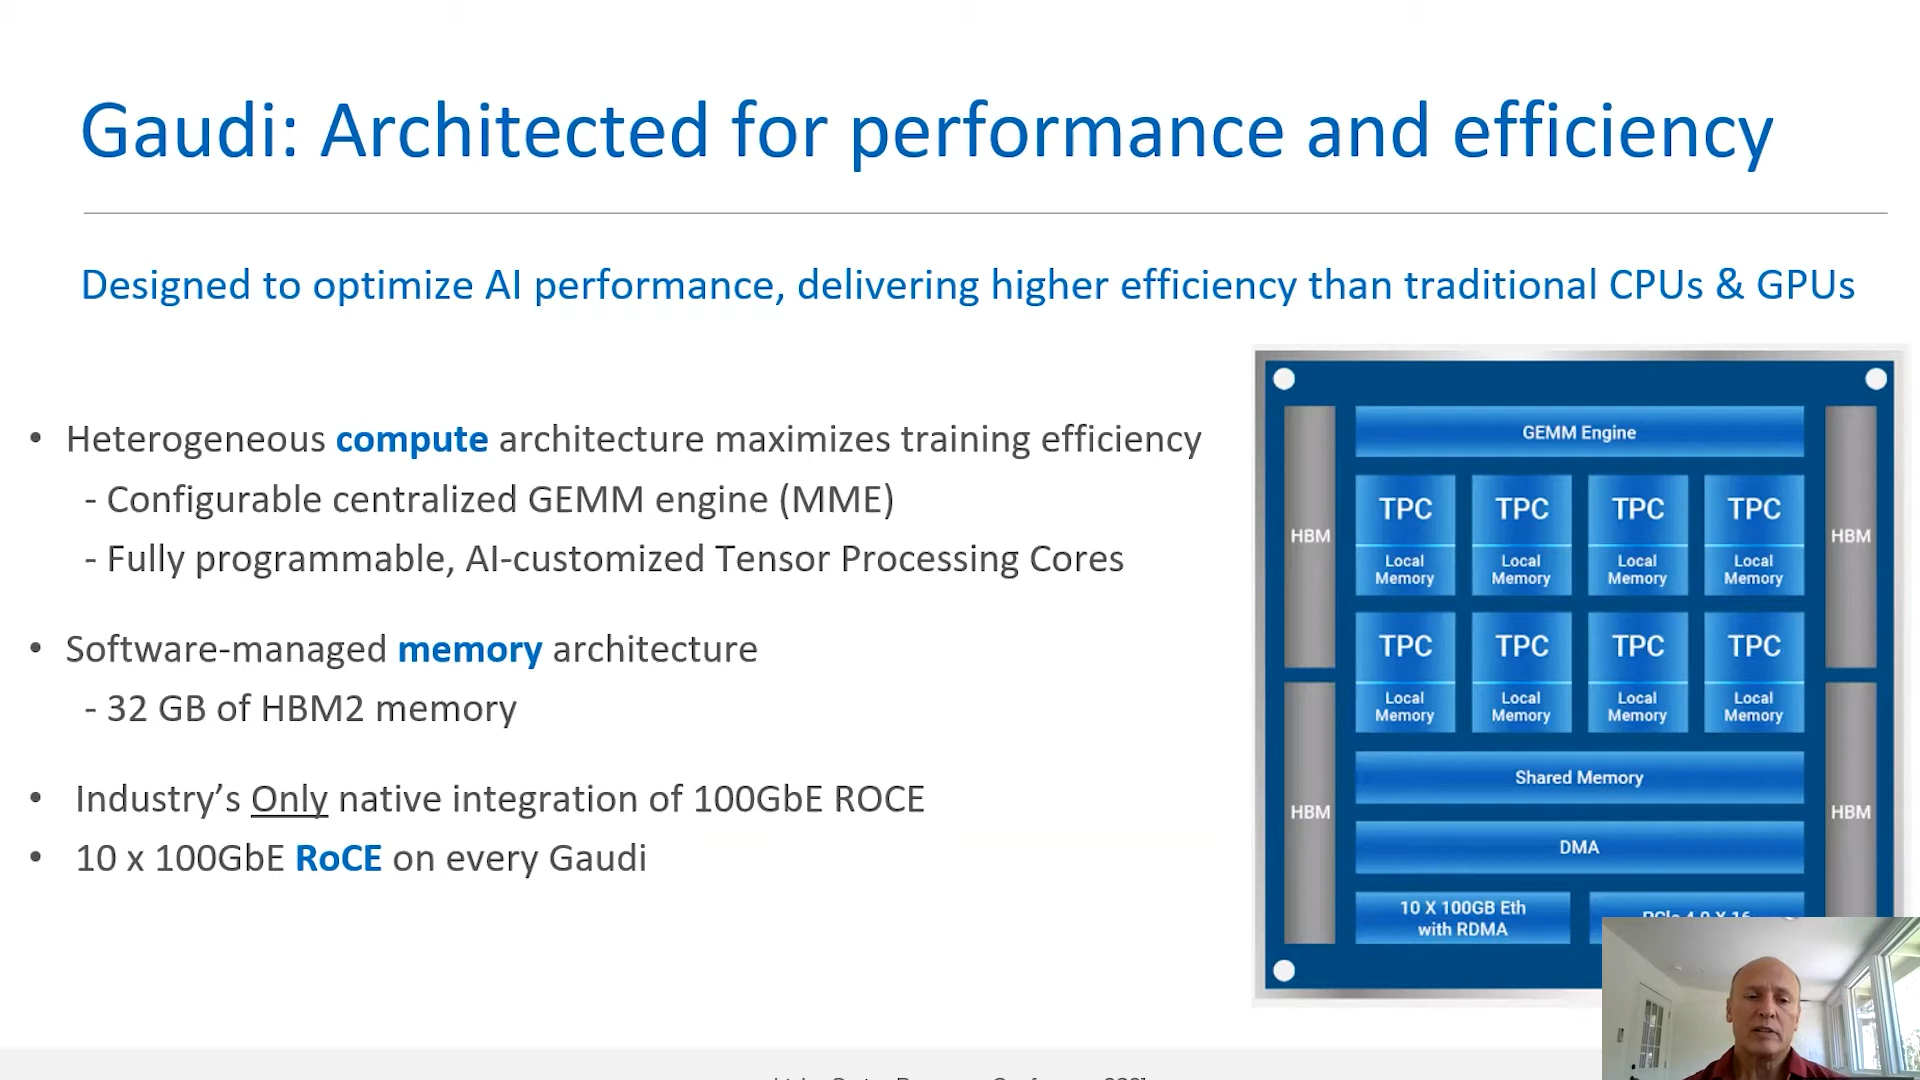 Gaudi: Architected for performance and efficiency
Designed to optimize AI performance, delivering higher efficiency than traditional CPUs & GPUs
• Heterogeneous compute architecture maximizes training efficiency
- Configurable centralized GEMM engine (MME)
- Fully programmable, AI-customized Tensor Processing Cores
• Software-managed memory architecture
- 32 GB of HBM2 memory
• Industry’s Only native integration of 100GbE ROCE
• 10 x 100GbE RoCE on every Gaudi
GEMM Engine
HBM
HBM
TPC
Local
Memory
TPC
Local
Memory
TPC
Local
Memory
TPC
Local
Memory
TPC
Local
Memory
TPC
Local
Memory
TPC
Local
Memory
TPC
Local
Memory
HBM
HBM
Shared Memory
DMA
10 X 100GB Eth
with RDMA
PCIe 4.0 X 16